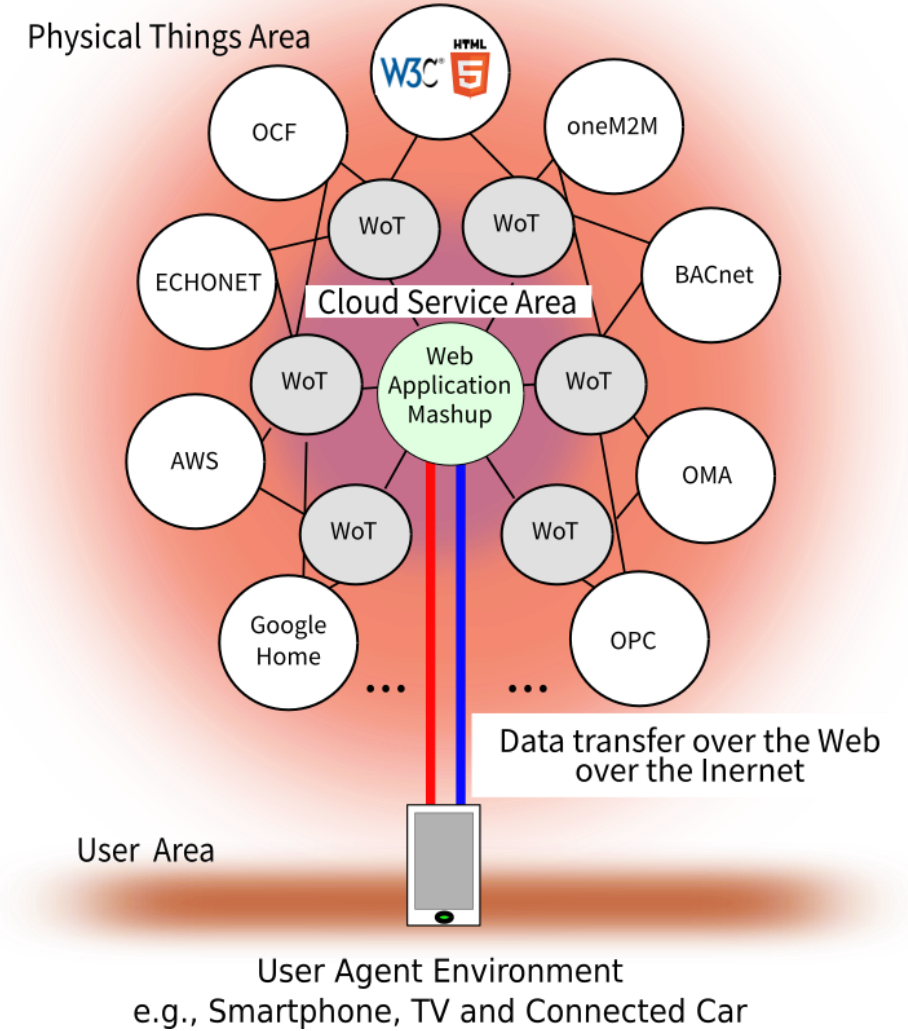 Physical Things Area
W3C®
HTML
5
OCF
oneM2M
WoT
WoT
ECHONET
BACnet
Cloud Service Area
WoT
Web
Application
Mashup
WoT
AWS
OMA
WoT
WoT
Google
Home
OPC
...
...
Data transfer over the Web
over the Inernet
User Area
User Agent Environment
e.g., Smartphone, TV and Connected Car